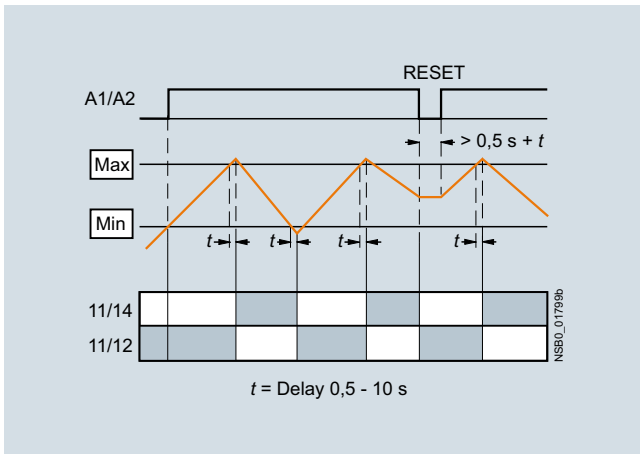 RESET
A1/A2
> 0,5 s + t
Max
Min
t t t t
11/14
11/12
NSB0_01799b
t = Delay 0,5 - 10 s